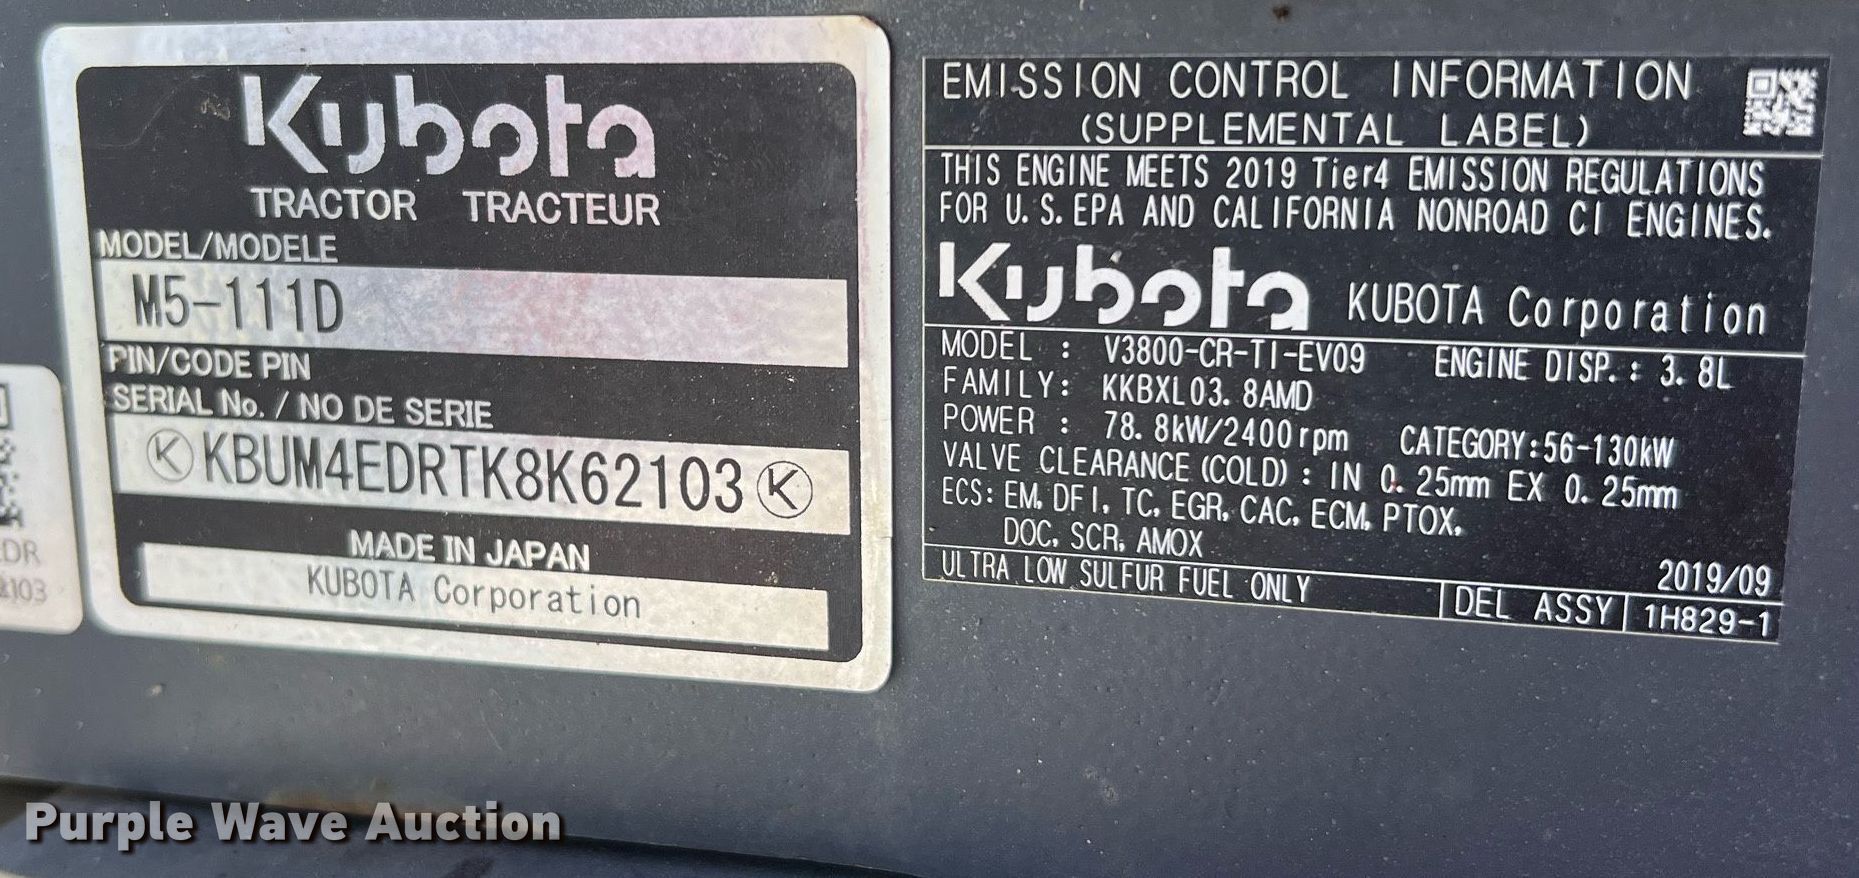 Kubota
TRACTOR TRACTEUR
MODEL/MODELE
M5-111D
PIN/CODE PIN
SERIAL No. / NO DE SERIE
KBUM4EDRTK8K62103
MADE IN JAPAN
KUBOTA Corporation
EMISSION CONTROL INFORMATION
(SUPPLEMENTAL LABEL)
THIS ENGINE MEETS 2019 Tier4 EMISSION REGULATIONS
FOR U.S.EPA AND CALIFORNIA NONROAD CI ENGINES.
Kubota KUBOTA Corporation
MODEL : V3800-CR-TI-EV09 ENGINE DISP.: 3.8L
FAMILY: KKBXL03.8AMD
POWER : 78.8kW/2400rpm CATEGORY:56-130kW
VALVE CLEARANCE (COLD) : IN 0.25mm EX 0.25mm
ECS: EM, DFI, TC, EGR, CAC, ECM, PTOX,
DOC, SCR, AMOX
2019/09
ULTRA LOW SULFUR FUEL ONLY
DEL ASSY 1H829-1
Purple Wave Auction